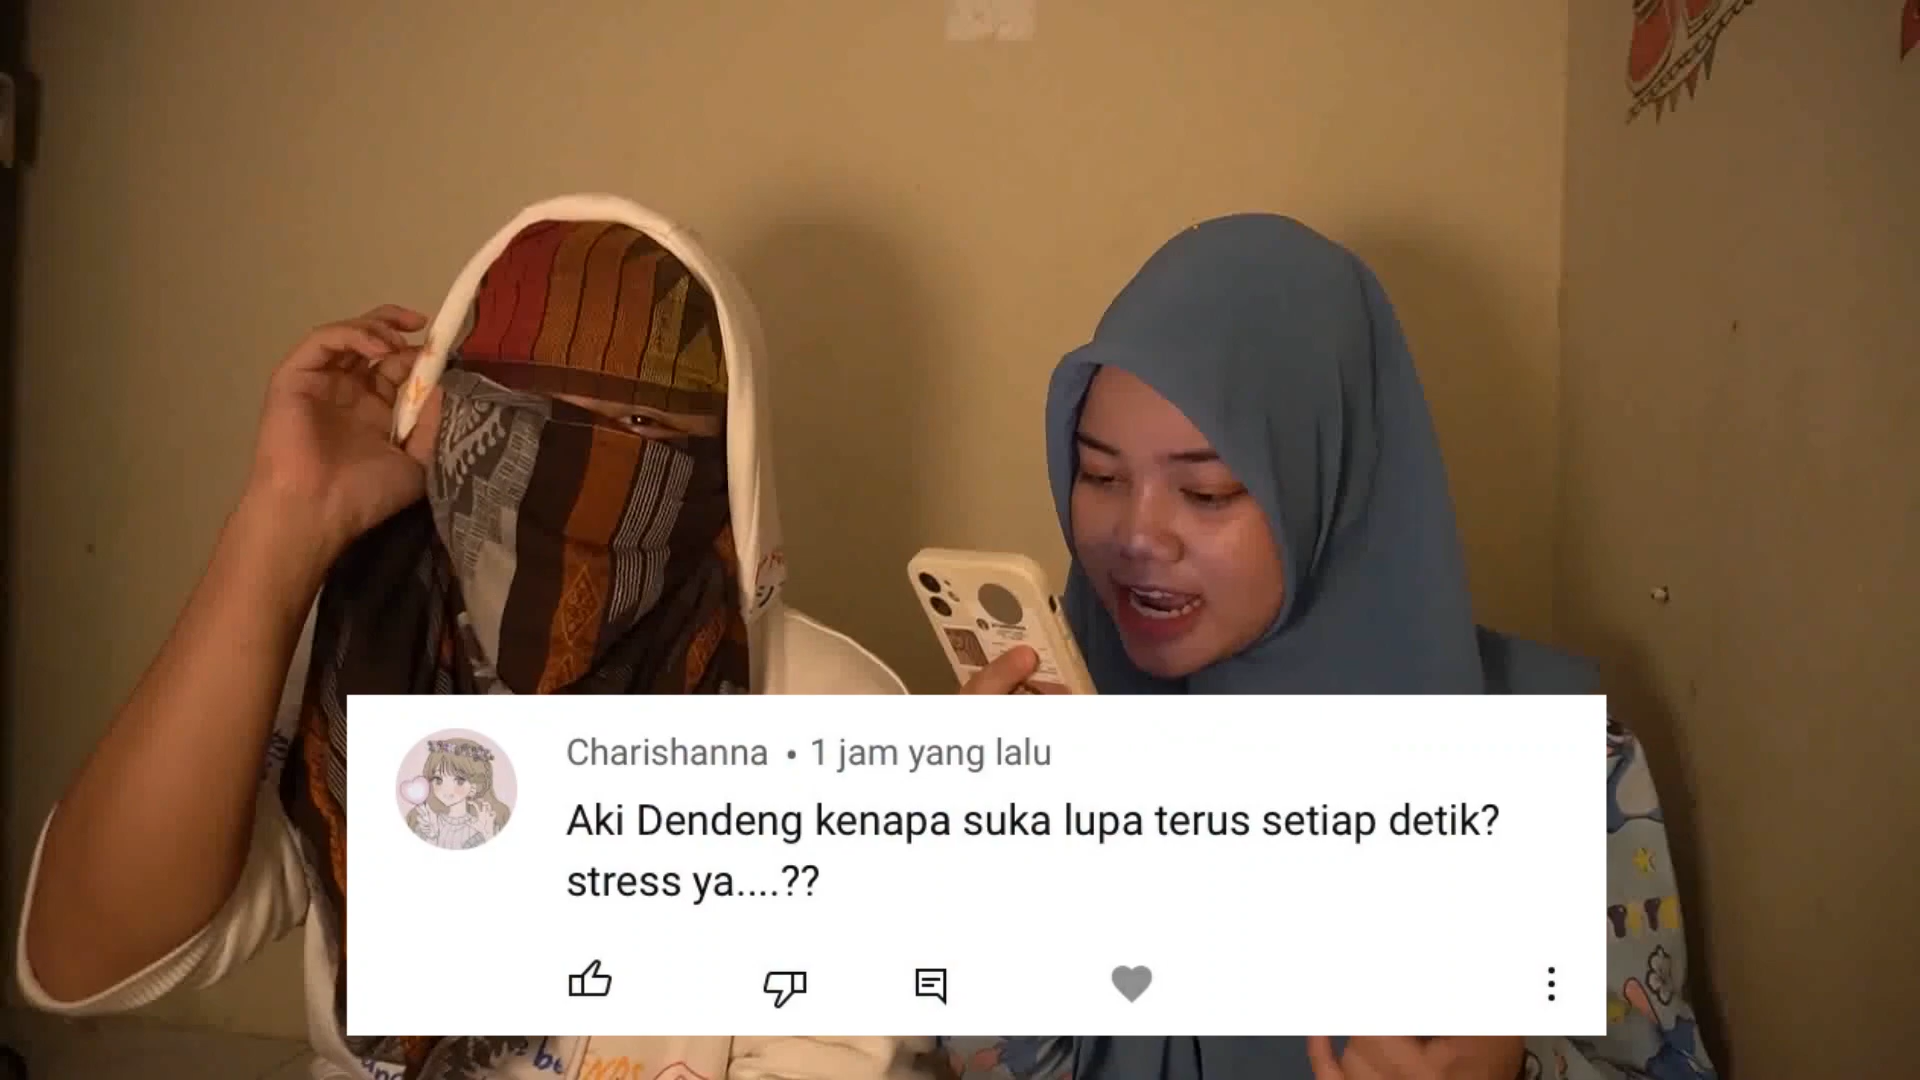 Charishanna • 1 jam yang lalu
Aki Dendeng kenapa suka lupa terus setiap detik?
stress ya....??